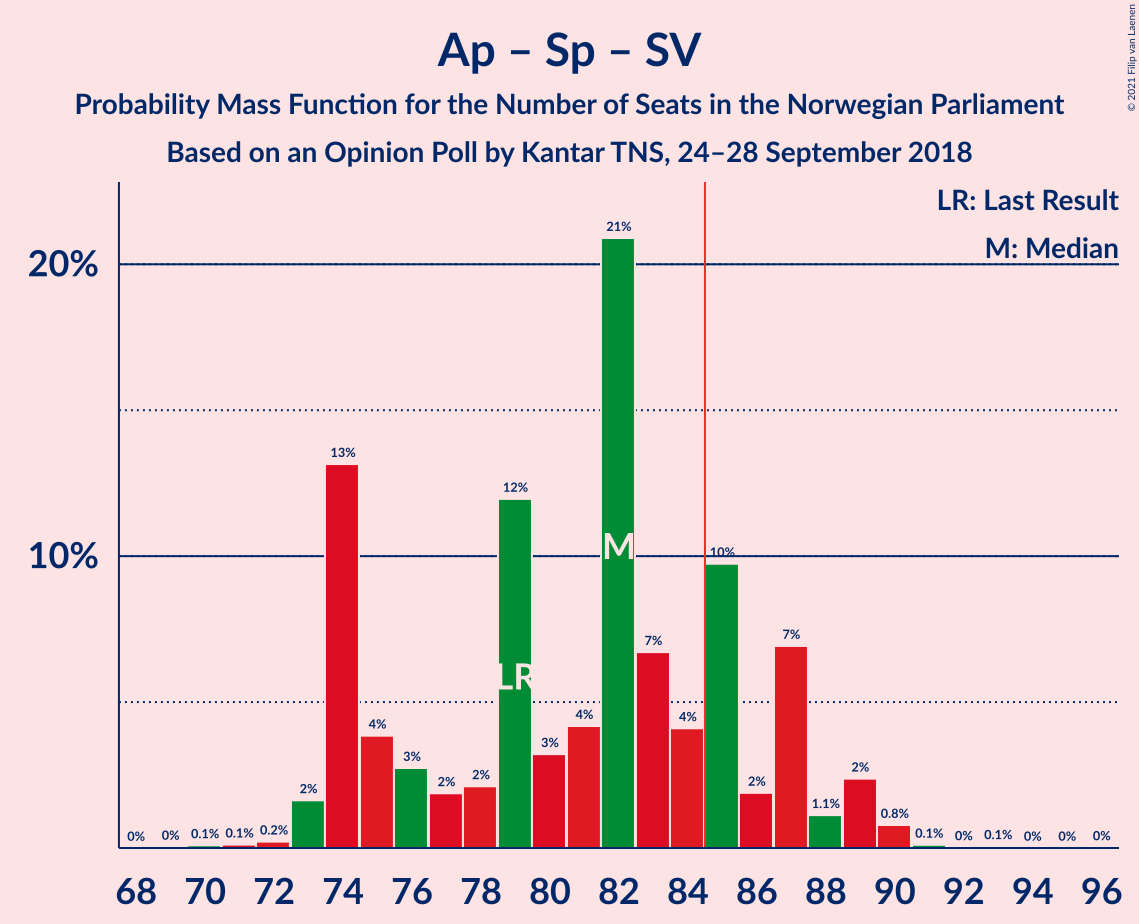 Ap – Sp – SV
Probability Mass Function for the Number of Seats in the Norwegian Parliament
Based on an Opinion Poll by Kantar TNS, 24–28 September 2018
© 2021 Filip van Laenen
LR: Last Result
M: Median
20%
10%
0% 0% 0.1% 0.1% 0.2% 2% 13% 4% 3% 2% 2% 12% 3% 4% 21% 7% 4% 10% 2% 7% 1.1% 2% 0.8% 0.1% 0% 0.1% 0% 0% 0%
M
LR
68 70 72 74 76 78 80 82 84 86 88 90 92 94 96